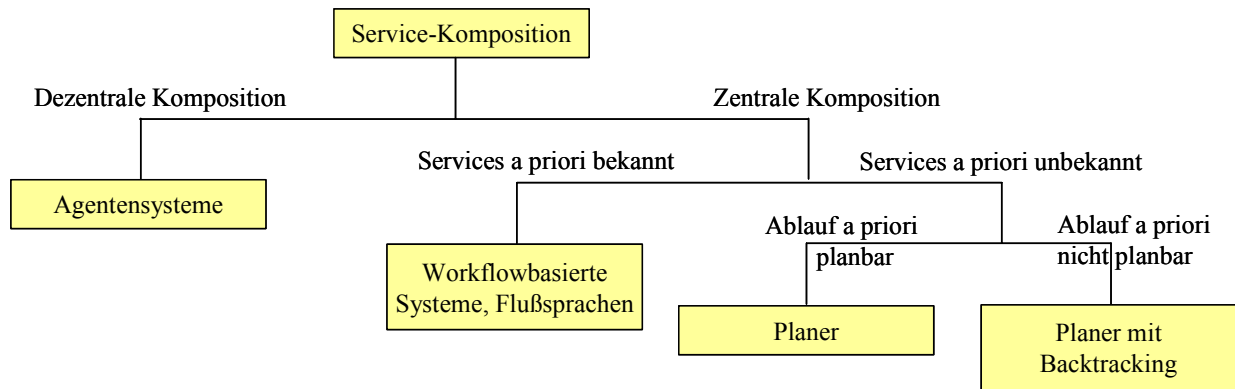 Service-Komposition
Dezentrale Komposition
Zentrale Komposition
Services a priori bekannt
Services a priori unbekannt
Agentensysteme
Ablauf a priori
planbar
Ablauf a priori
nicht planbar
Workflowbasierte
Systeme, Flußsprachen
Planer
Planer mit
Backtracking